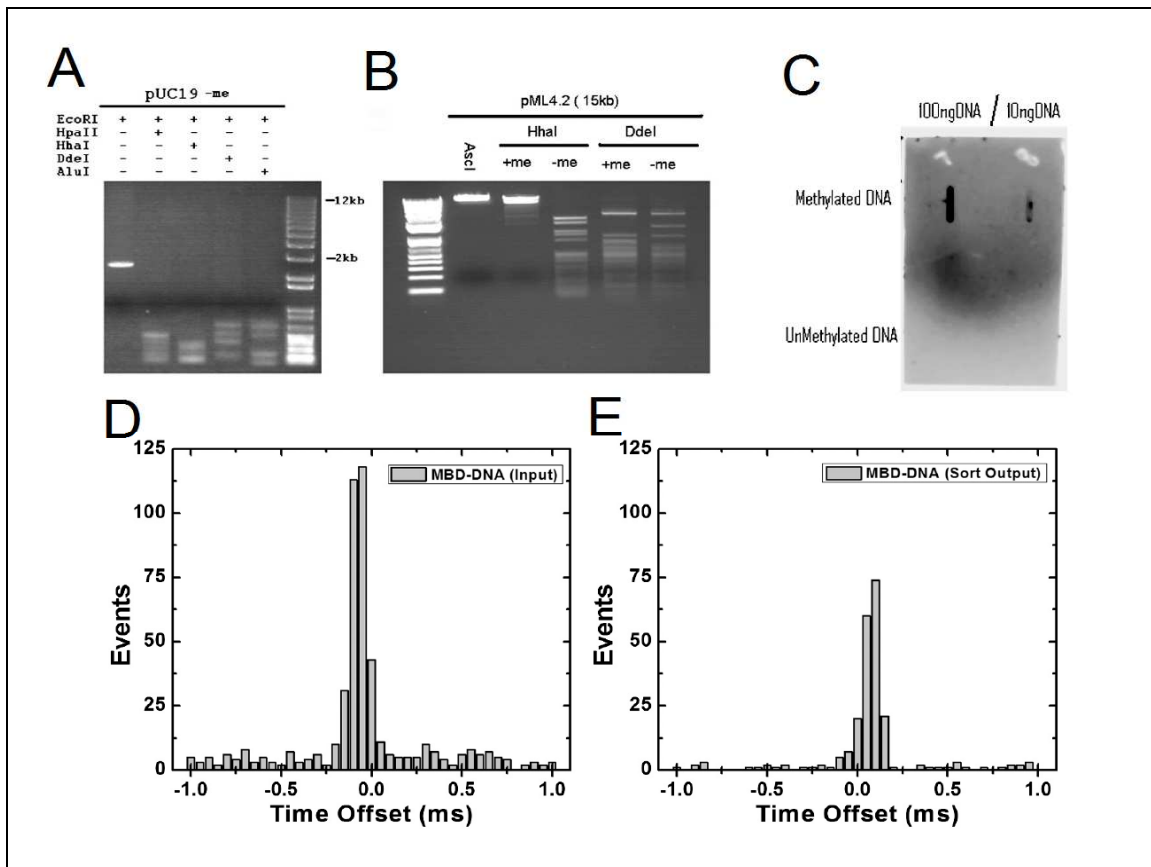 A
pUC19 -me
EcoRI + + + + +
HpaII - + - - -
HhaI - - + - -
DdeI - - - + -
AluI - - - - +
-12kb
-2kb
B
pML4.2 ( 15kb)
HhaI DdeI
AscI +me -me +me -me
C
100ngDNA / 10ngDNA
Methylated DNA
UnMethylated DNA
D
125
100
75
50
25
0
Events
MBD-DNA (Input)
-1.0 -0.5 0.0 0.5 1.0
Time Offset (ms)
E
125
100
75
50
25
0
Events
MBD-DNA (Sort Output)
-1.0 -0.5 0.0 0.5 1.0
Time Offset (ms)